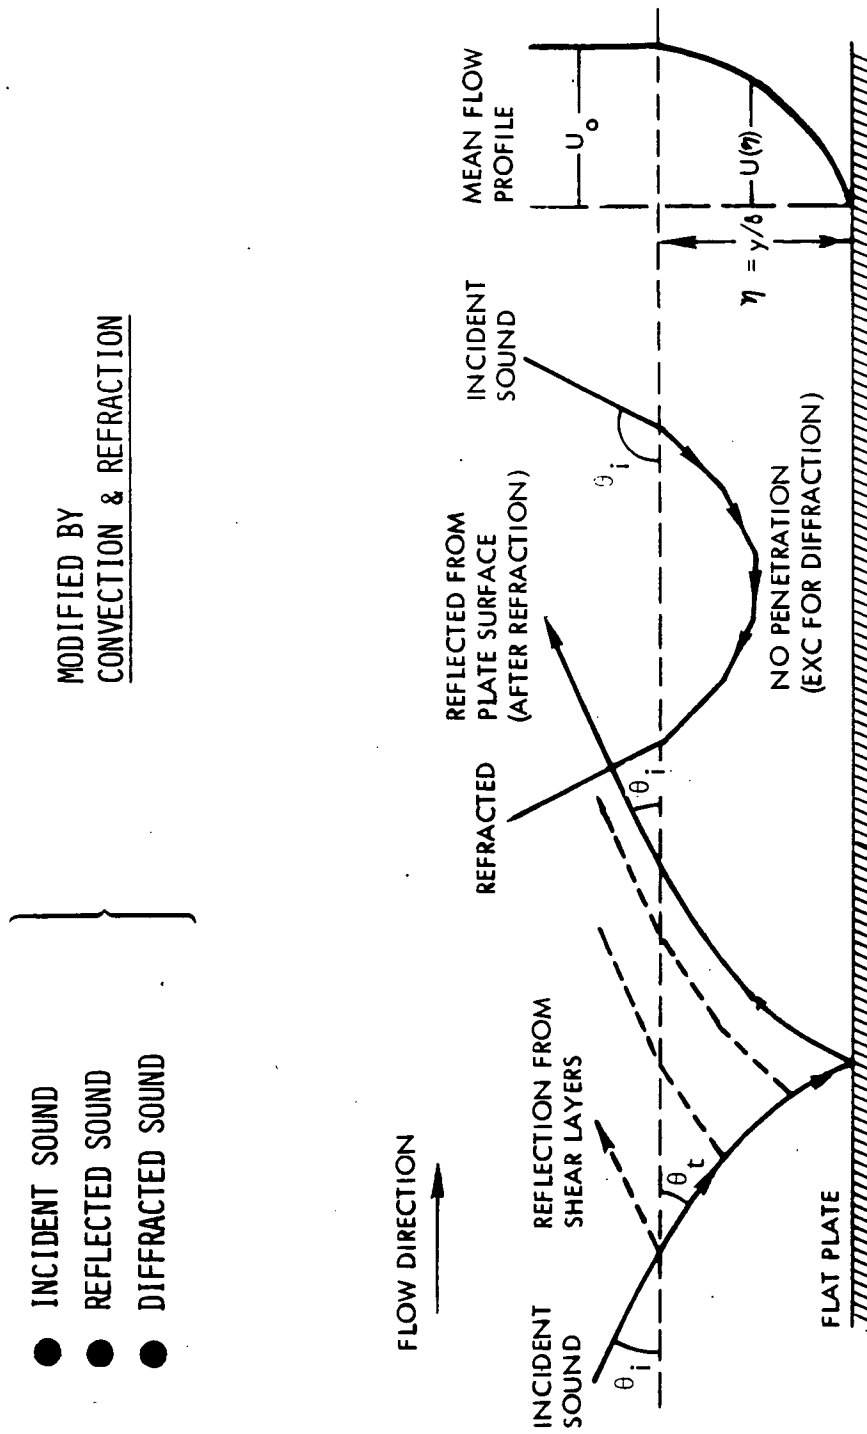 ● INCIDENT SOUND
● REFLECTED SOUND
● DIFFRACTED SOUND
MODIFIED BY
CONVECTION & REFRACTION
FLOW DIRECTION
INCIDENT
SOUND
θi
θt
REFLECTION FROM
SHEAR LAYERS
REFRACTED
θi
REFLECTED FROM
PLATE SURFACE
(AFTER REFRACTION)
θi
INCIDENT
SOUND
NO PENETRATION
(EXC FOR DIFFRACTION)
MEAN FLOW
PROFILE
Uo
U(η)
η = y/δ
FLAT PLATE